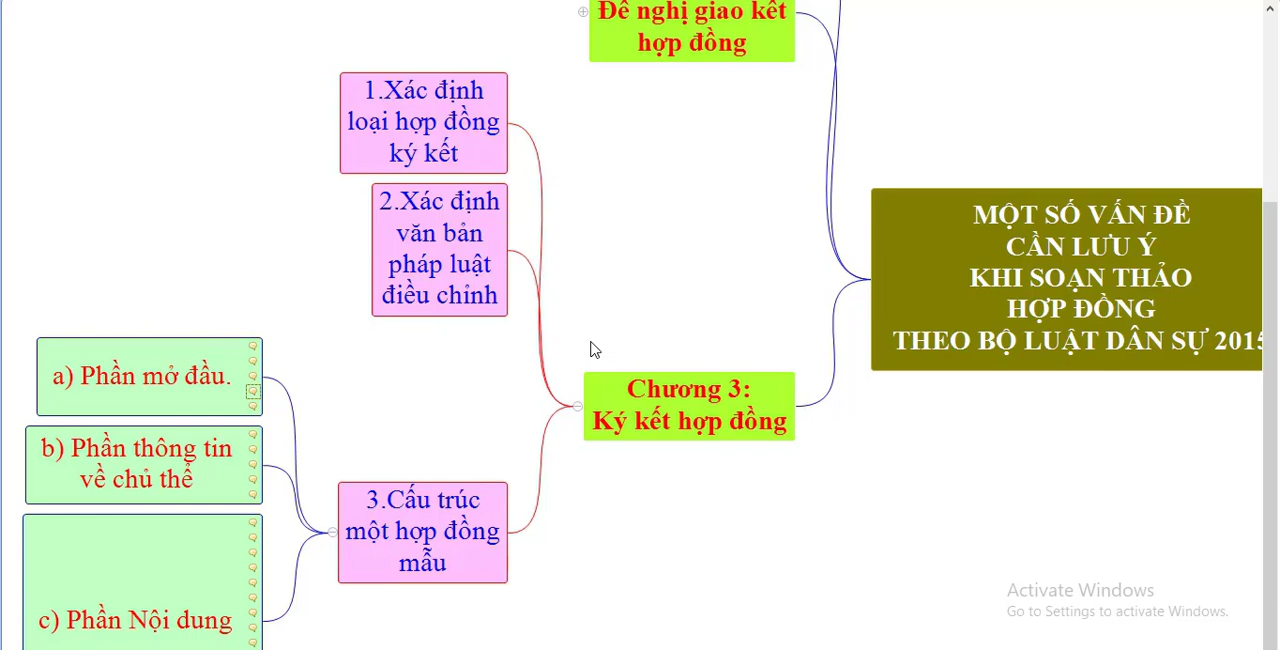 Đề nghị giao kết
hợp đồng
1.Xác định
loại hợp đồng
ký kết
2.Xác định
văn bản
pháp luật
điều chỉnh
MỘT SỐ VẤN ĐỀ
CẦN LƯU Ý
KHI SOẠN THẢO
HỢP ĐỒNG
THEO BỘ LUẬT DÂN SỰ 2015
a) Phần mở đầu.
Chương 3:
Ký kết hợp đồng
b) Phần thông tin
về chủ thể
3.Cấu trúc
một hợp đồng
mẫu
c) Phần Nội dung
Activate Windows
Go to Settings to activate Windows.